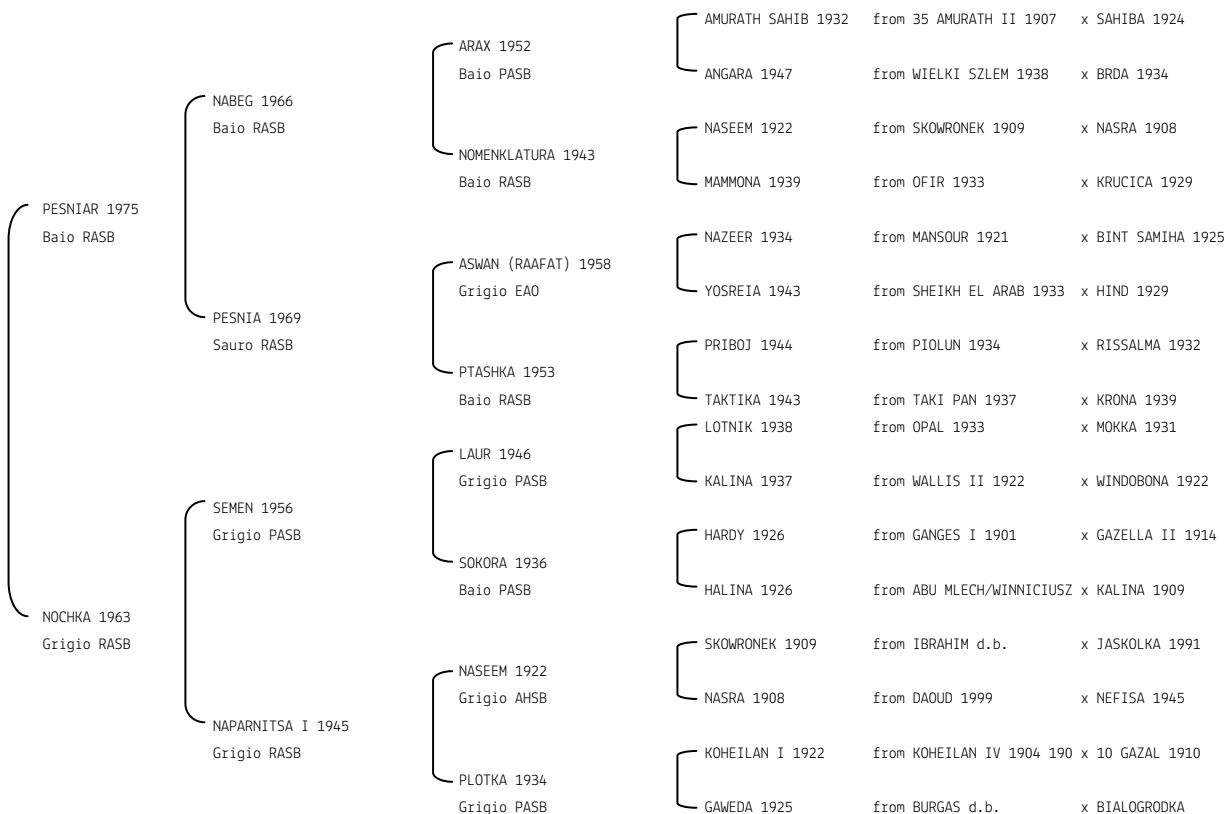 AMURATH SAHIB 1932 from 35 AMURATH II 1907 x SAHIBA 1924
ARAX 1952
Baio PASB
ANGARA 1947 from WIELKI SZLEM 1938 x BRDA 1934
NABEG 1966
Baio RASB
NASEEM 1922 from SKOWRONEK 1909 x NASRA 1908
NOMENKLATURA 1943
Baio RASB
MAMMONA 1939 from OFIR 1933 x KRUCICA 1929
PESNIAR 1975
Baio RASB
NAZEER 1934 from MANSOUR 1921 x BINT SAMIHA 1925
ASWAN (RAAFAT) 1958
Grigio EAO
YOSREIA 1943 from SHEIKH EL ARAB 1933 x HIND 1929
PESNIA 1969
Sauro RASB
PRIBOJ 1944 from PIOLUN 1934 x RISSALMA 1932
PTASHKA 1953
Baio RASB
TAKTIKA 1943 from TAKI PAN 1937 x KRONA 1939
LOTNIK 1938 from OPAL 1933 x MOKKA 1931
LAUR 1946
Grigio PASB
KALINA 1937 from WALLIS II 1922 x WINDOBONA 1922
SEMEN 1956
Grigio PASB
HARDY 1926 from GANGES I 1901 x GAZELLA II 1914
SOKORA 1936
Baio PASB
HALINA 1926 from ABU MLECH/WINNICIUSZ x KALINA 1909
NOCHKA 1963
Grigio RASB
SKOWRONEK 1909 from IBRAHIM d.b. x JASKOLKA 1991
NASEEM 1922
Grigio AHSB
NASRA 1908 from DAOUD 1999 x NEFISA 1945
NAPARNITSA I 1945
Grigio RASB
KOHEILAN I 1922 from KOHEILAN IV 1904 190 x 10 GAZAL 1910
PLOTKA 1934
Grigio PASB
GAWEDA 1925 from BURGAS d.b. x BIALOGRODKA